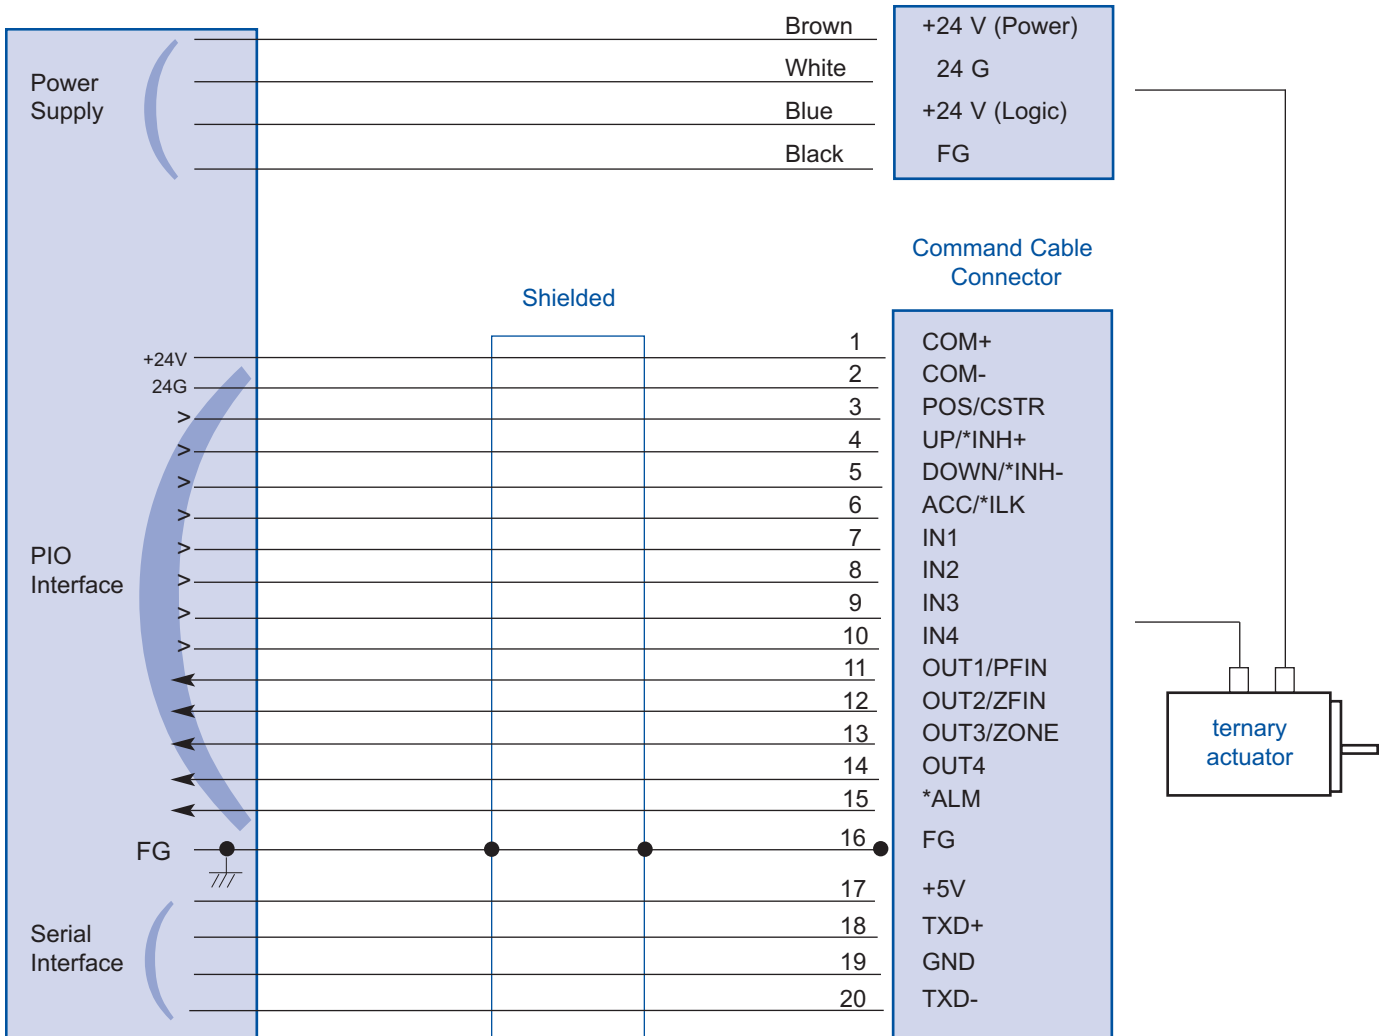 Brown
+24 V (Power)
White
24 G
Power
Supply
Blue
+24 V (Logic)
Black
FG
Command Cable
Connector
Shielded
+24V
1
COM+
24G
2
COM-
>
3
POS/CSTR
>
4
UP/*INH+
>
5
DOWN/*INH-
>
6
ACC/*ILK
>
7
IN1
PIO
Interface
>
8
IN2
>
9
IN3
>
10
IN4
11
OUT1/PFIN
12
OUT2/ZFIN
13
OUT3/ZONE
14
OUT4
15
*ALM
ternary
actuator
FG
16
FG
17
+5V
Serial
Interface
18
TXD+
19
GND
20
TXD-